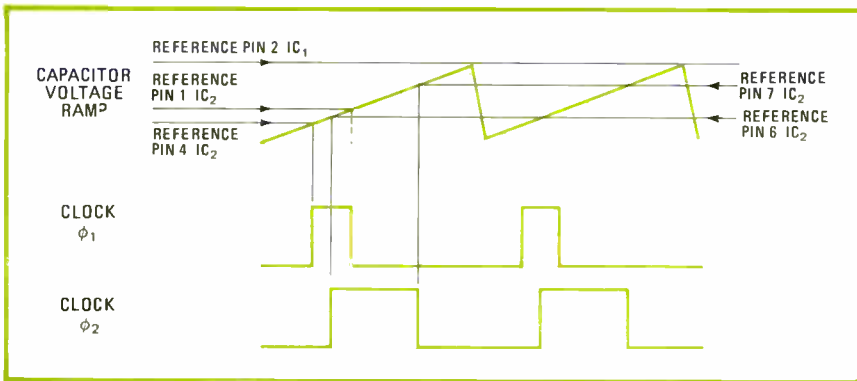 REFERENCE PIN 2 IC₁
CAPACITOR
VOLTAGE
RAMP
REFERENCE
PIN 1 IC₂
REFERENCE
PIN 4 IC₂
REFERENCE
PIN 7 IC₂
REFERENCE
PIN 6 IC₂
CLOCK
ϕ₁
CLOCK
ϕ₂